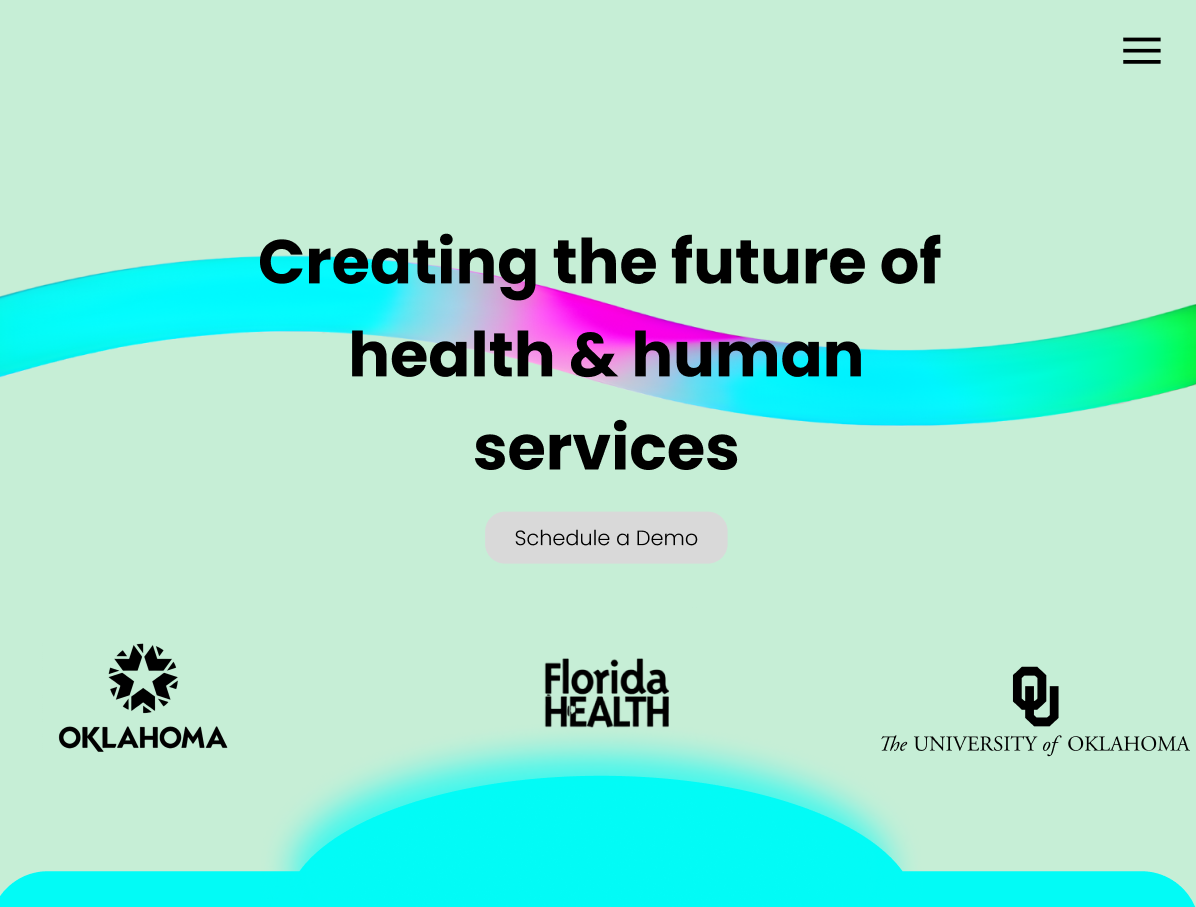 Creating the future of
health & human
services
Schedule a Demo
OKLAHOMA
Florida
HEALTH
OU
The UNIVERSITY of OKLAHOMA